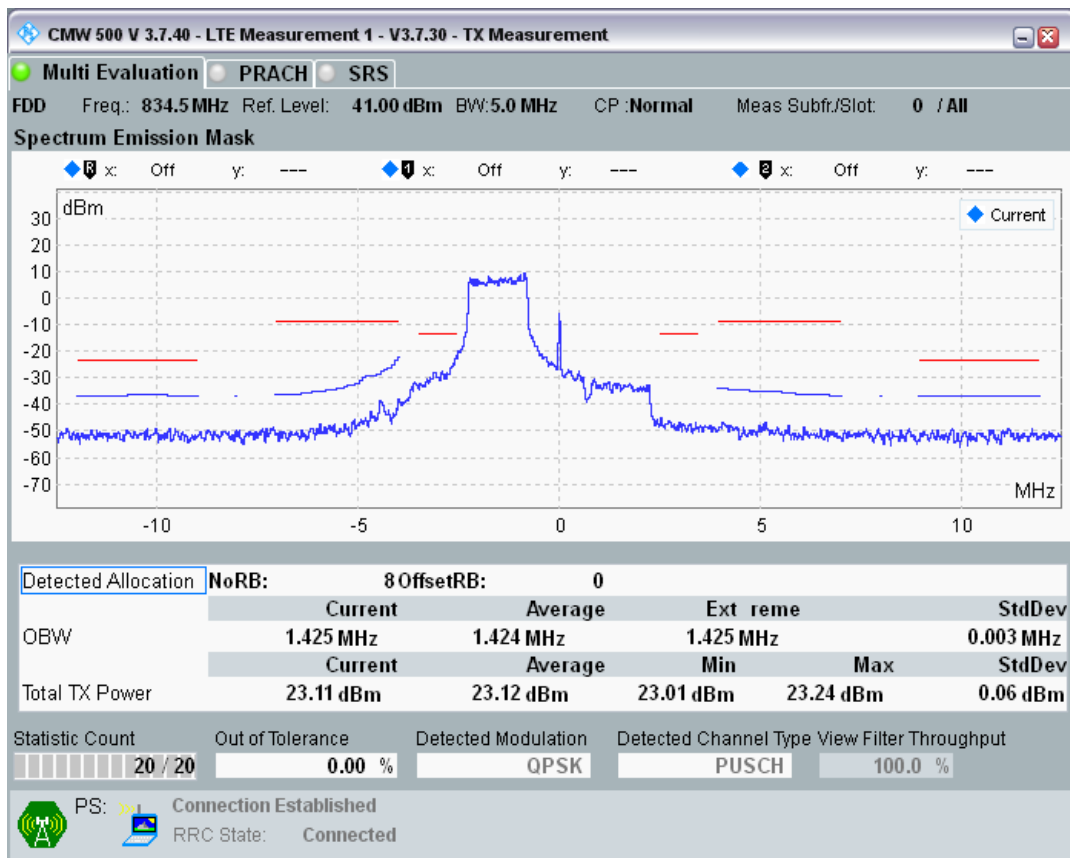 CMW 500 V 3.7.40 - LTE Measurement 1 - V3.7.30 - TX Measurement
Multi Evaluation PRACH SRS
FDD Freq.: 834.5 MHz Ref. Level: 41.00 dBm BW:5.0 MHz CP :Normal Meas Subfr./Slot: 0 / All
Spectrum Emission Mask
R x: Off y: --- 1 x: Off y: --- 2 x: Off y: ---
dBm
Current
30
20
10
0
-10
-20
-30
-40
-50
-60
-70
MHz
-10 -5 0 5 10
Detected Allocation NoRB: 8 OffsetRB: 0
Current Average Ext reme StdDev
OBW 1.425 MHz 1.424 MHz 1.425 MHz 0.003 MHz
Current Average Min Max StdDev
Total TX Power 23.11 dBm 23.12 dBm 23.01 dBm 23.24 dBm 0.06 dBm
Statistic Count Out of Tolerance Detected Modulation Detected Channel Type View Filter Throughput
20 / 20 0.00 % QPSK PUSCH 100.0 %
PS: Connection Established
RRC State: Connected